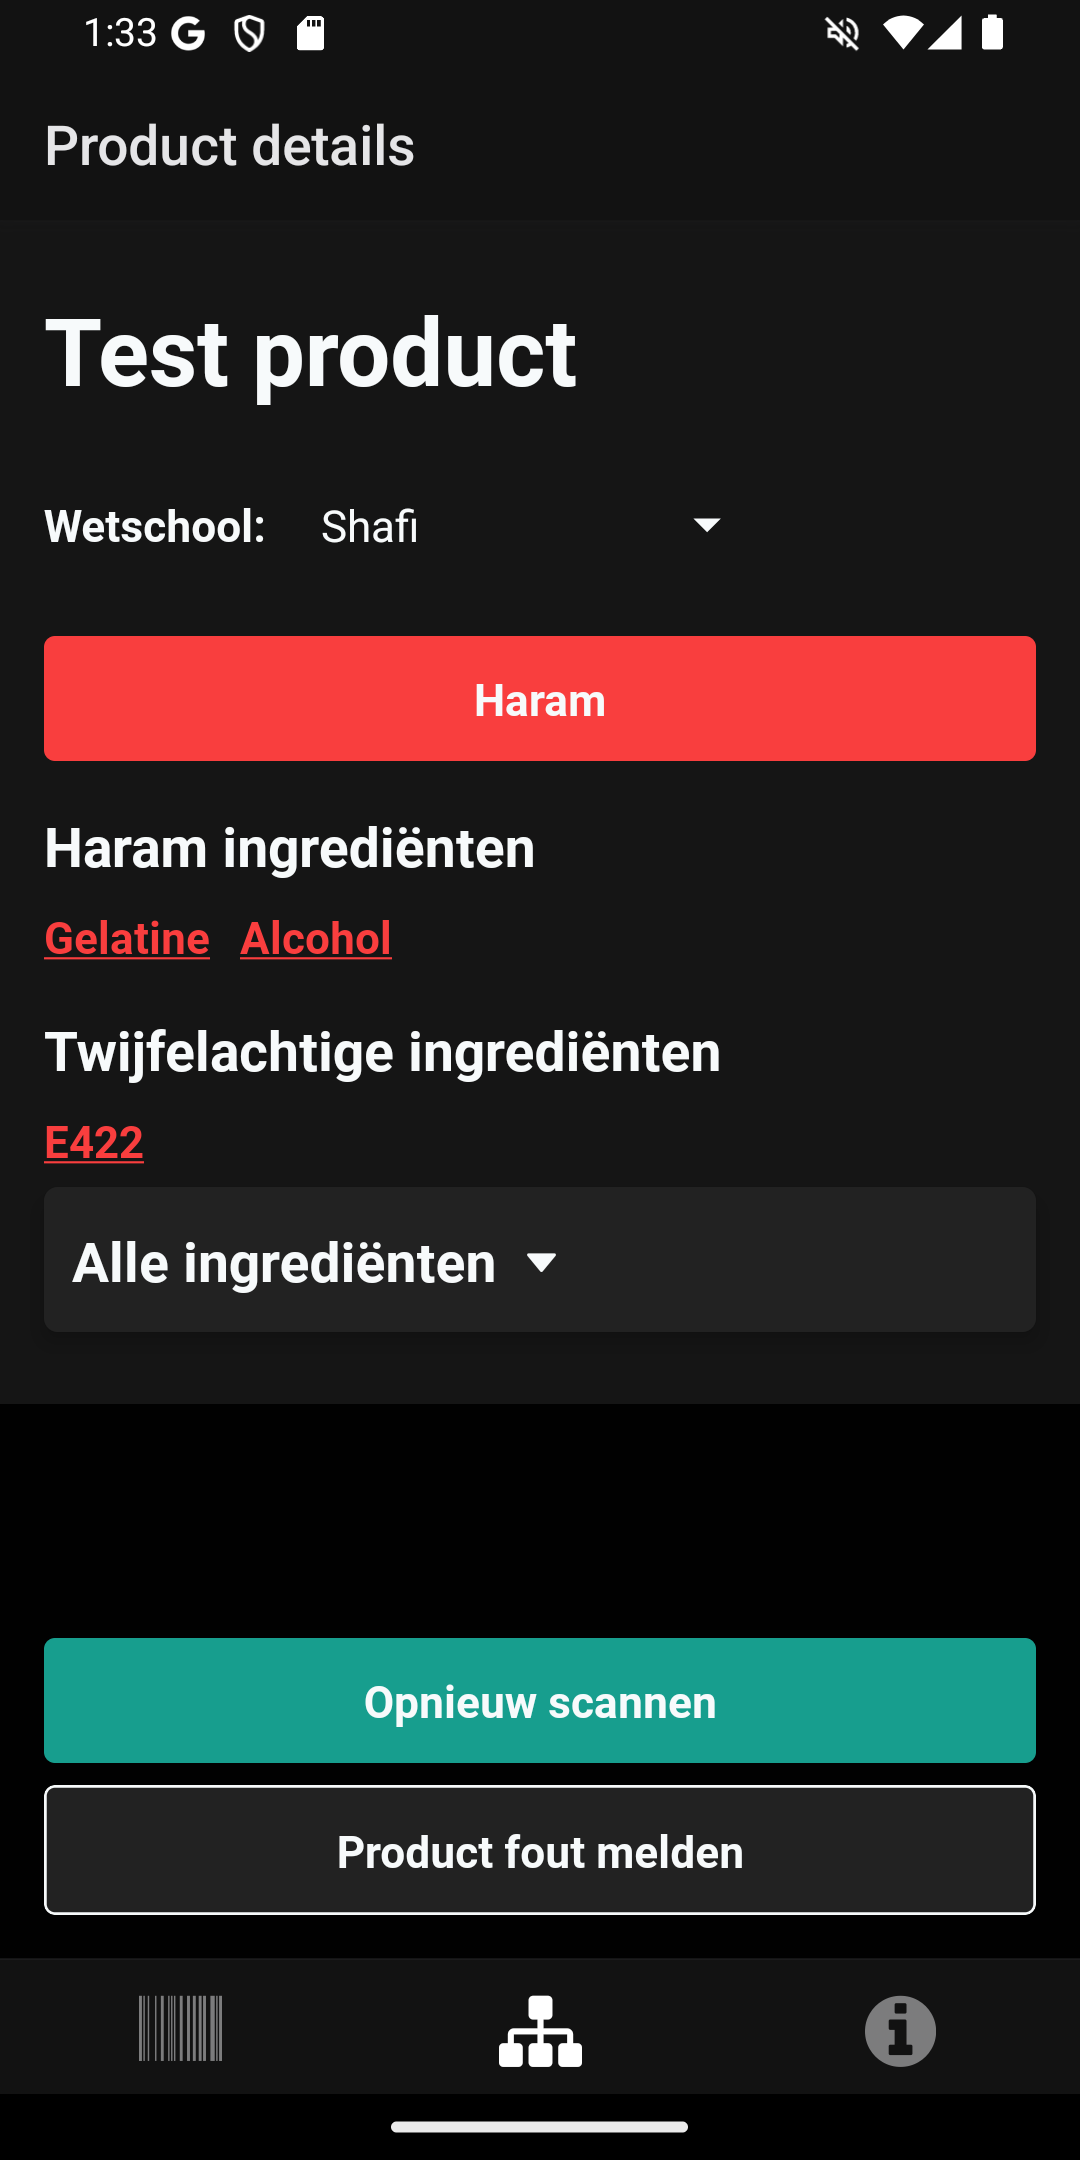 1:33
Product details
Test product
Wetschool: Shafi
Haram
Haram ingrediënten
Gelatine Alcohol
Twijfelachtige ingrediënten
E422
Alle ingrediënten
Opnieuw scannen
Product fout melden